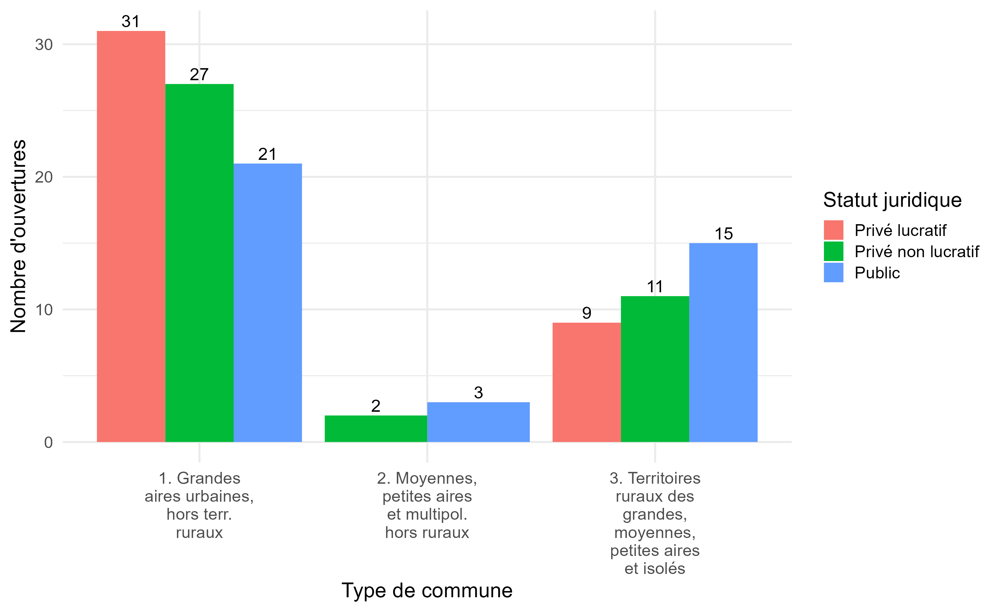 Nombre d'ouvertures
30
20
10
0
31
27
21
2
3
9
11
15
1. Grandes
aires urbaines,
hors terr.
ruraux
2. Moyennes,
petites aires
et multipol.
hors ruraux
3. Territoires
ruraux des
grandes,
moyennes,
petites aires
et isolés
Type de commune
Statut juridique
Privé lucratif
Privé non lucratif
Public